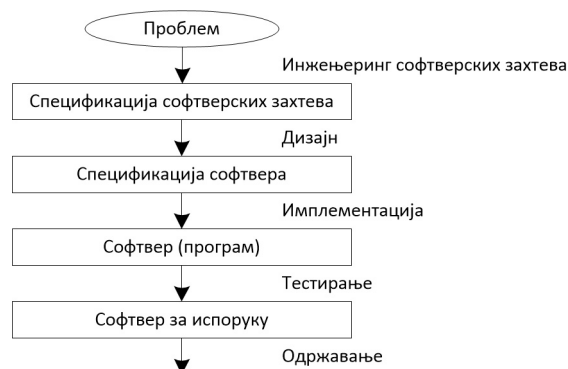 Проблем
Инжењеринг софтверских захтева
Спецификација софтверских захтева
Дизајн
Спецификација софтвера
Имплементација
Софтвер (програм)
Тестирање
Софтвер за испоруку
Одржавање